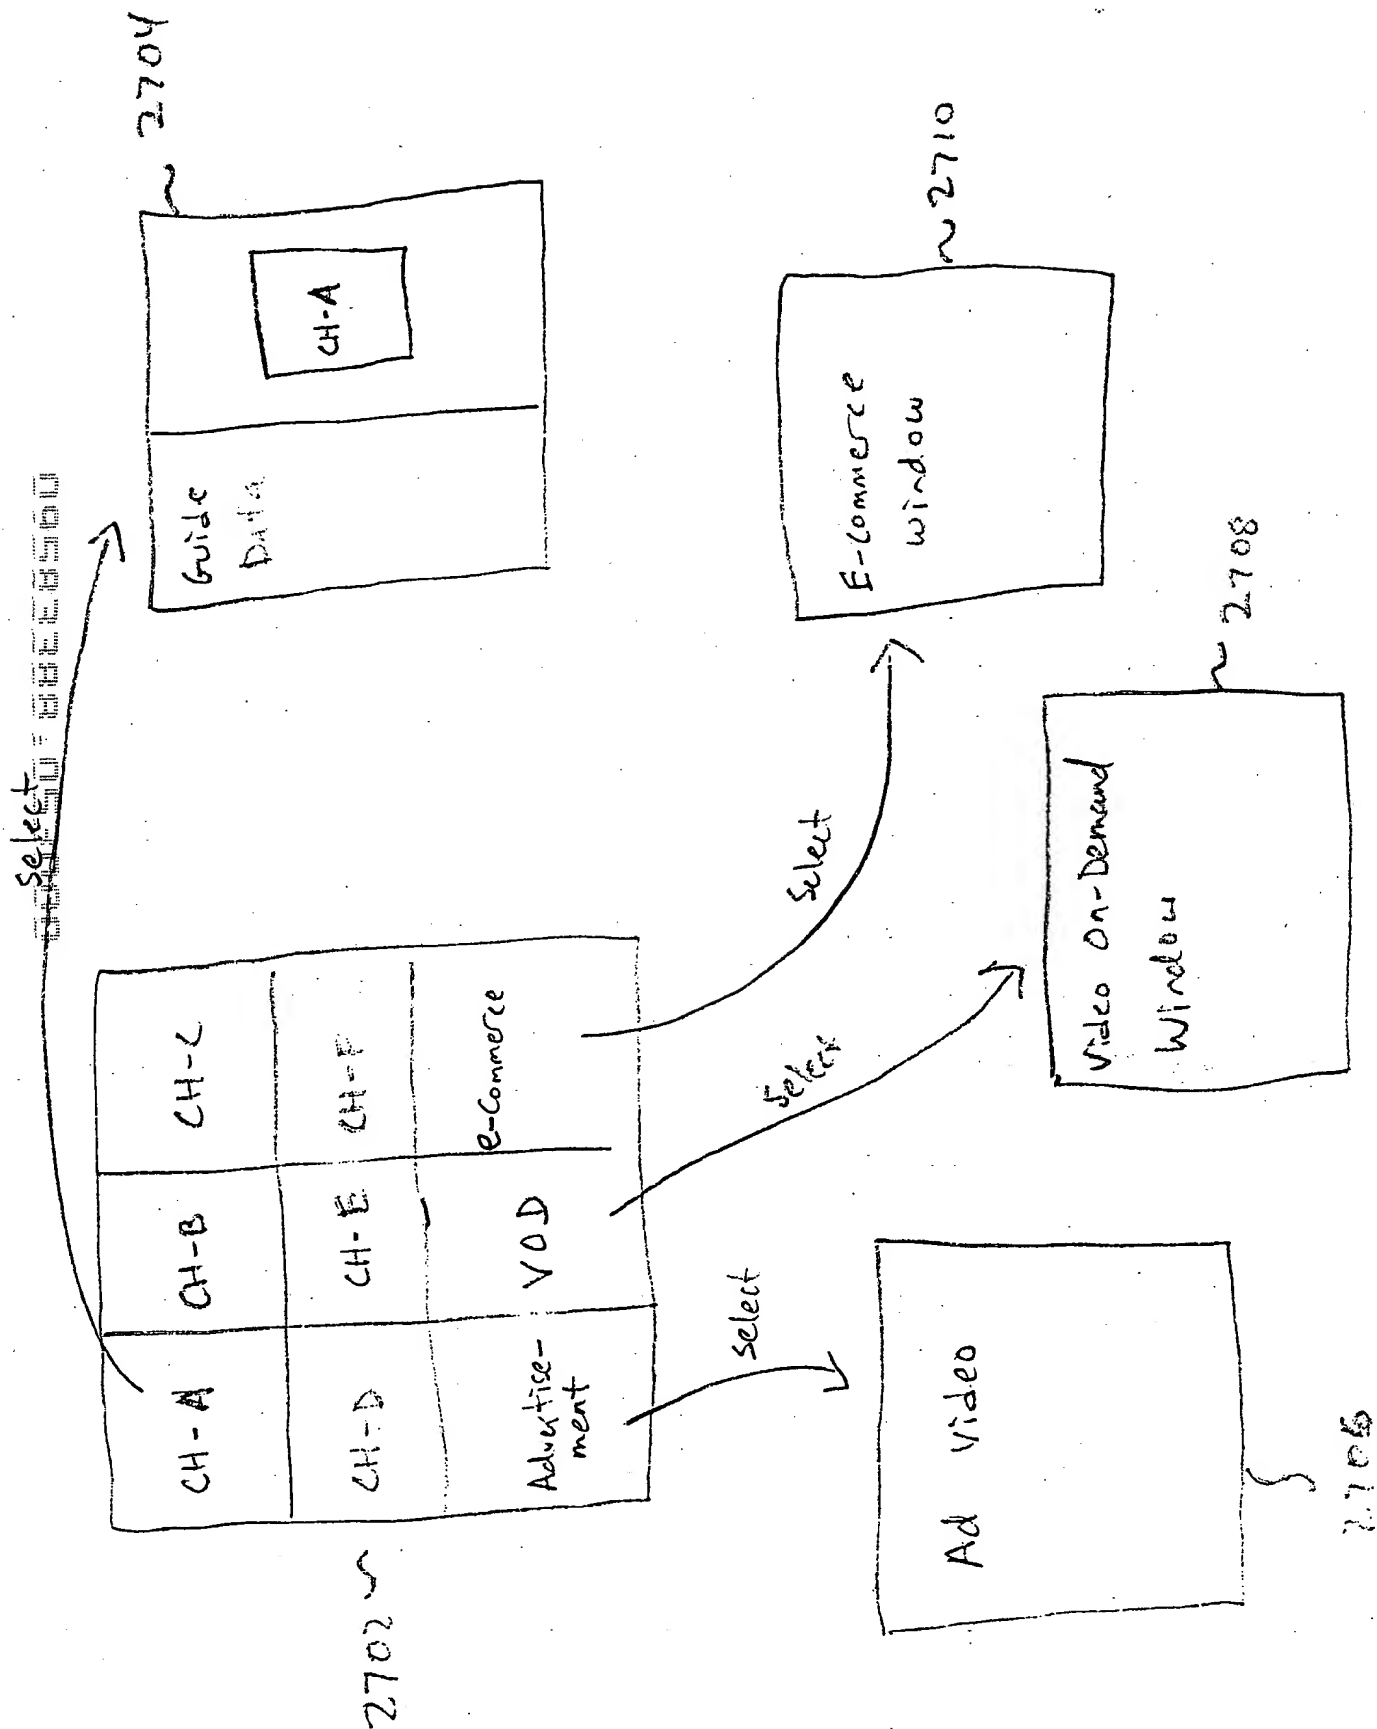 select
2704
CH-A
CH-B
CH-C
CH-D
CH-E
CH-F
Advertise-
ment
VOD
e-Commerce
2702
Guide
Data
CH-A
select
Select
Select
E-Commerce
Window
2710
Video On-Demand
Window
2708
Ad Video
2706